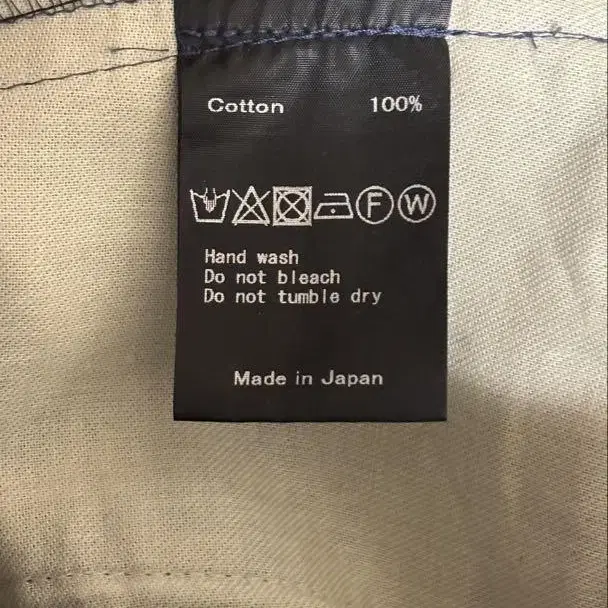 Cotton 100%
F W
Hand wash
Do not bleach
Do not tumble dry
Made in Japan